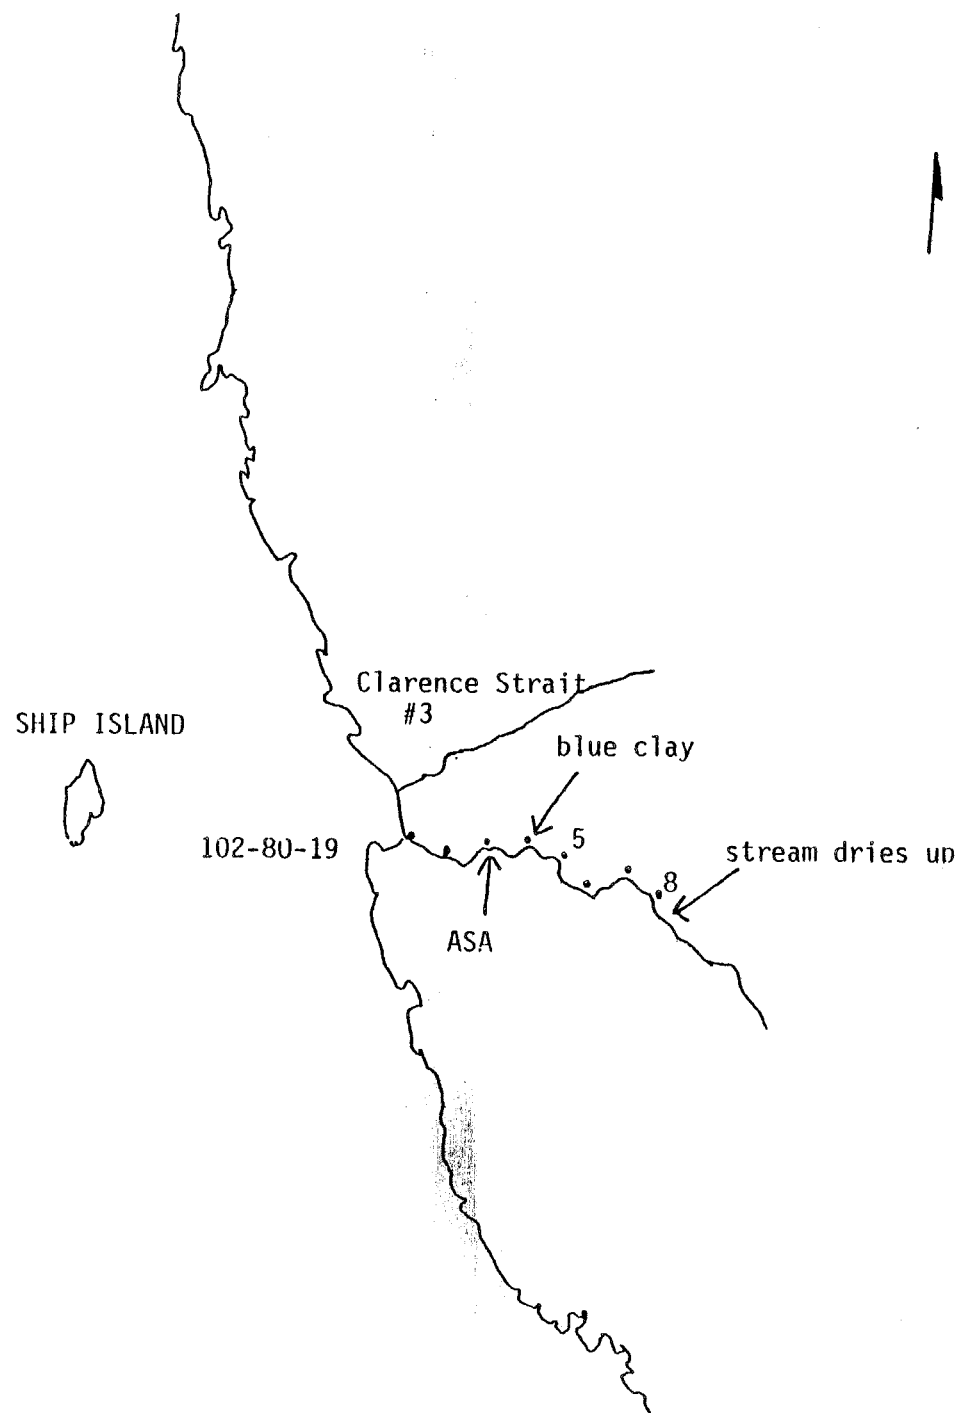 Clarence Strait
#3
SHIP ISLAND
blue clay
102-80-19
5
stream dries up
8
ASA